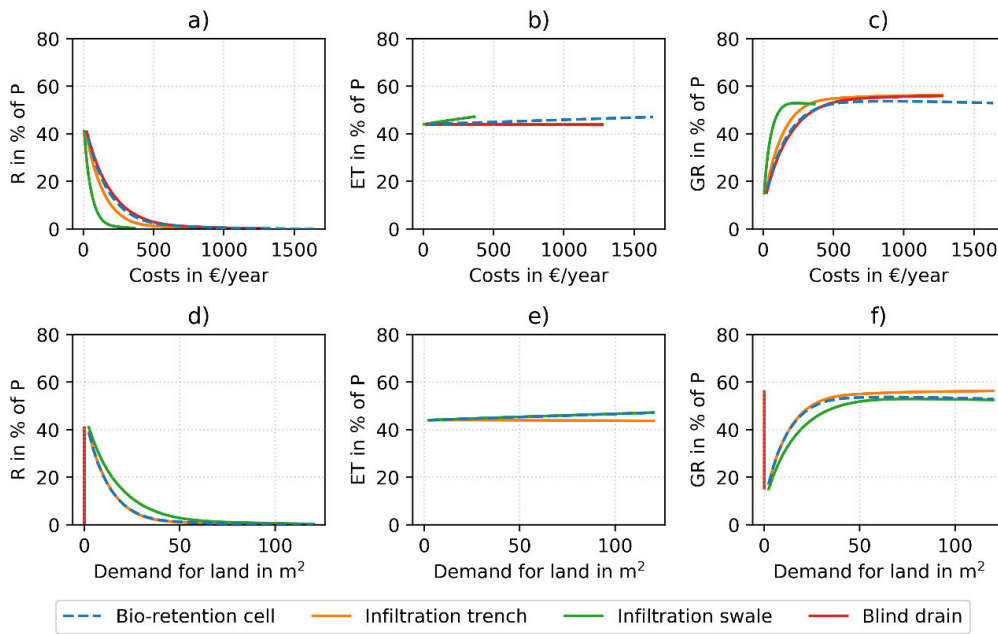 a)
80
60
40
20
0
R in % of P
0 500 1000 1500
Costs in €/year
b)
80
60
40
20
0
ET in % of P
0 500 1000 1500
Costs in €/year
c)
80
60
40
20
0
GR in % of P
0 500 1000 1500
Costs in €/year
d)
80
60
40
20
0
R in % of P
0 50 100
Demand for land in m²
e)
80
60
40
20
0
ET in % of P
0 50 100
Demand for land in m²
f)
80
60
40
20
0
GR in % of P
0 50 100
Demand for land in m²
Bio-retention cell Infiltration trench Infiltration swale Blind drain